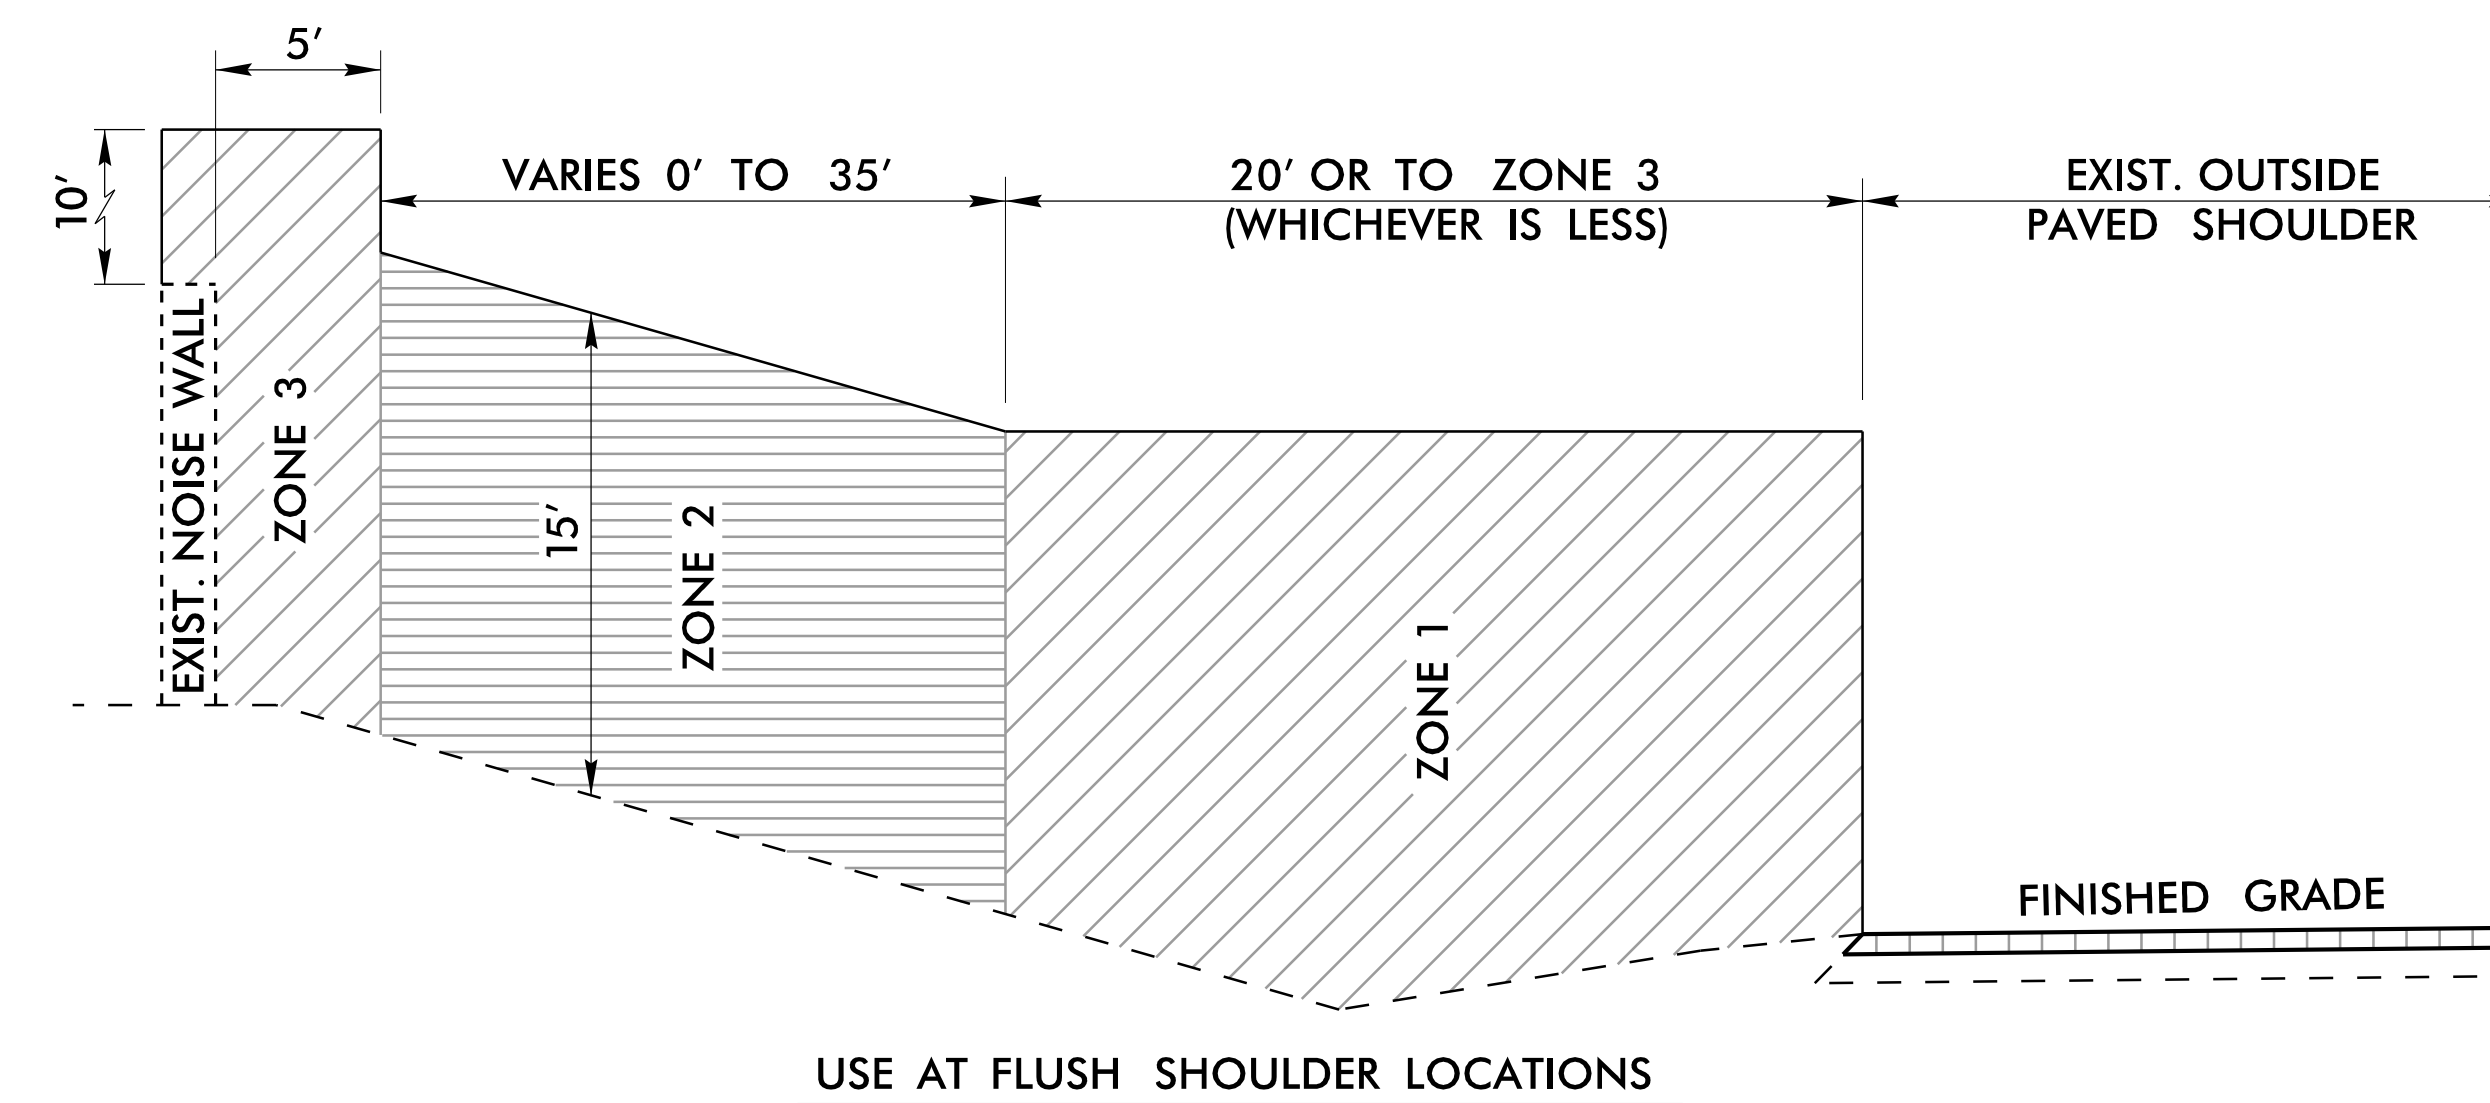 5'
10'
VARIES 0' TO 35'
20' OR TO ZONE 3
(WHICHEVER IS LESS)
EXIST. OUTSIDE
PAVED SHOULDER
EXIST. NOISE WALL
ZONE 3
15'
ZONE 2
ZONE 1
FINISHED GRADE
USE AT FLUSH SHOULDER LOCATIONS